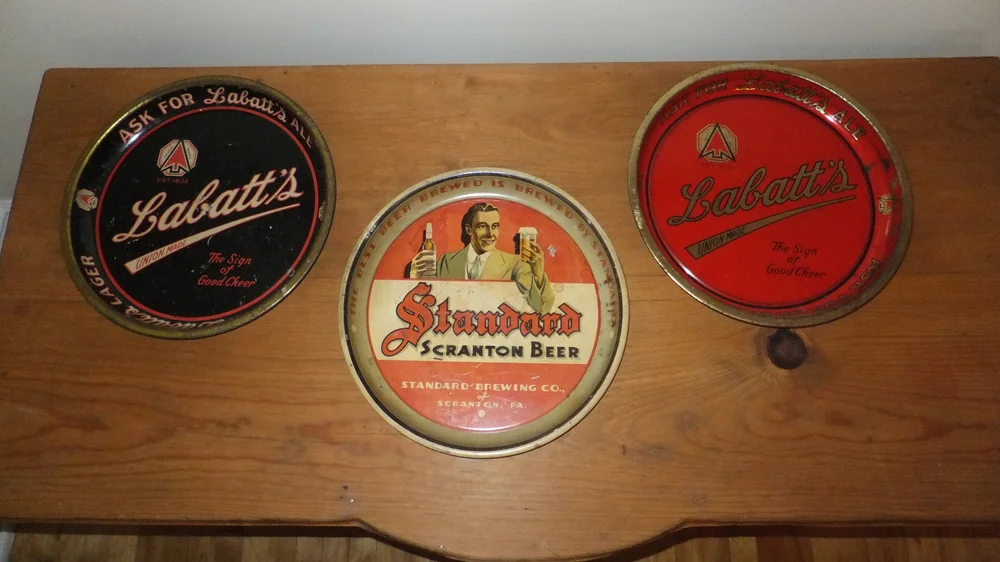 ASK FOR Labatt's ALE
EST. 1832
Labatt's
UNION MADE
The Sign
of
Good Cheer
LAGER
THE BEST BEER BREWED IS BREWED BY STANDARD
Standard
SCRANTON BEER
STANDARD BREWING CO.,
of
SCRANTON, PA.
Labatt's ALE
Labatt's
UNION MADE
The Sign
of
Good Cheer